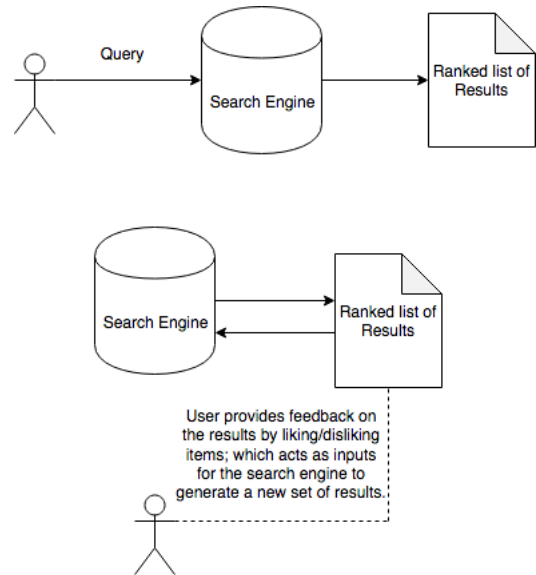 Query
Search Engine
Ranked list of
Results
Search Engine
Ranked list of
Results
User provides feedback on
the results by liking/disliking
items; which acts as inputs
for the search engine to
generate a new set of results.